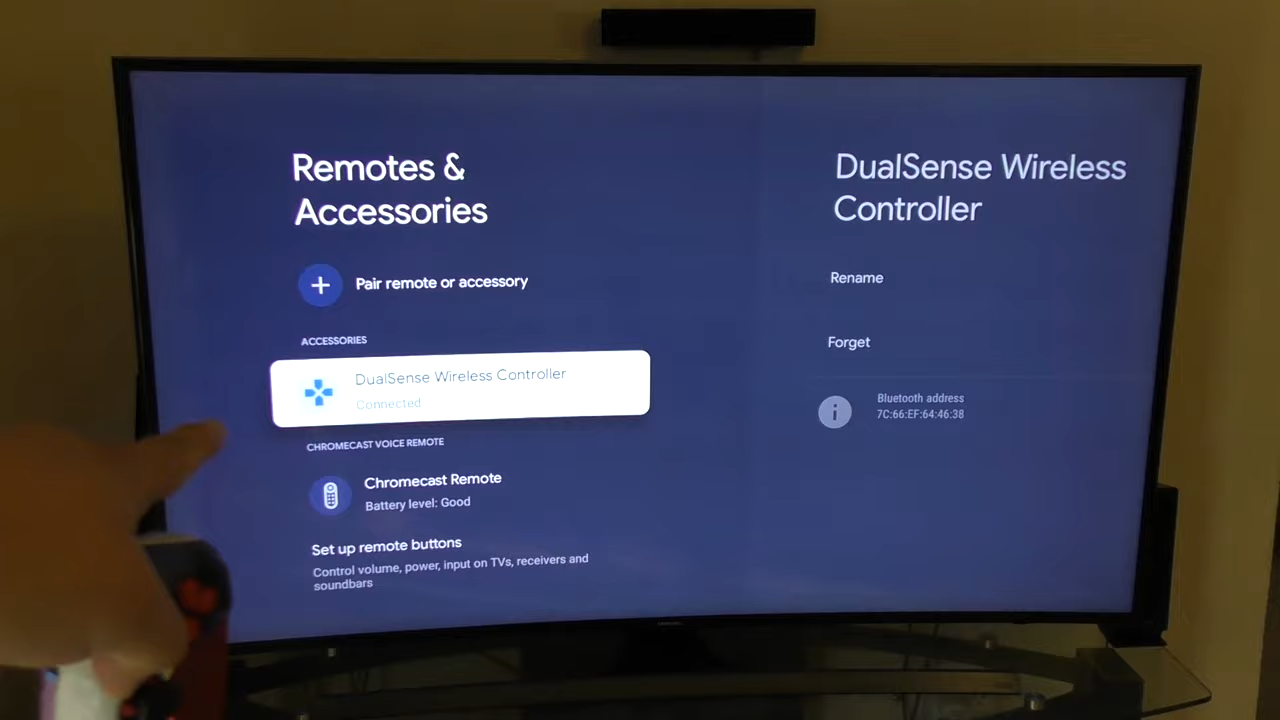 Remotes &
Accessories
Pair remote or accessory
ACCESSORIES
DualSense Wireless Controller
Connected
CHROMECAST VOICE REMOTE
Chromecast Remote
Battery level: Good
Set up remote buttons
Control volume, power, input on TVs, receivers and
soundbars
DualSense Wireless
Controller
Rename
Forget
Bluetooth address
7C:66:EF:64:46:38